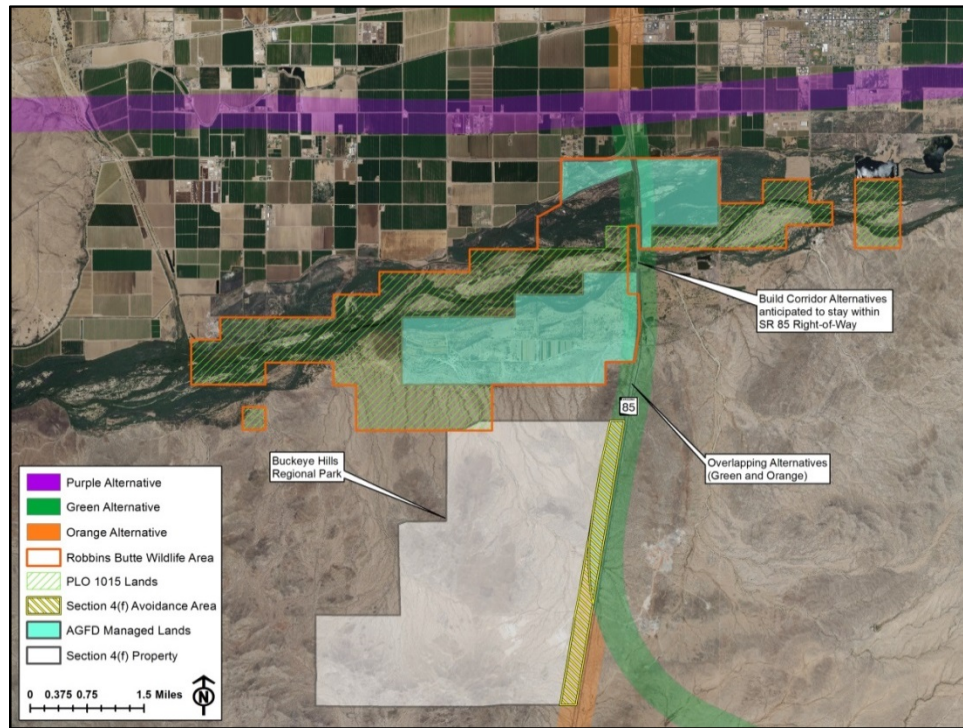 Build Corridor Alternatives
anticipated to stay within
SR 85 Right-of-Way
85
Buckeye Hills
Regional Park
Overlapping Alternatives
(Green and Orange)
Purple Alternative
Green Alternative
Orange Alternative
Robbins Butte Wildlife Area
PLO 1015 Lands
Section 4(f) Avoidance Area
AGFD Managed Lands
Section 4(f) Property
0 0.375 0.75 1.5 Miles
N